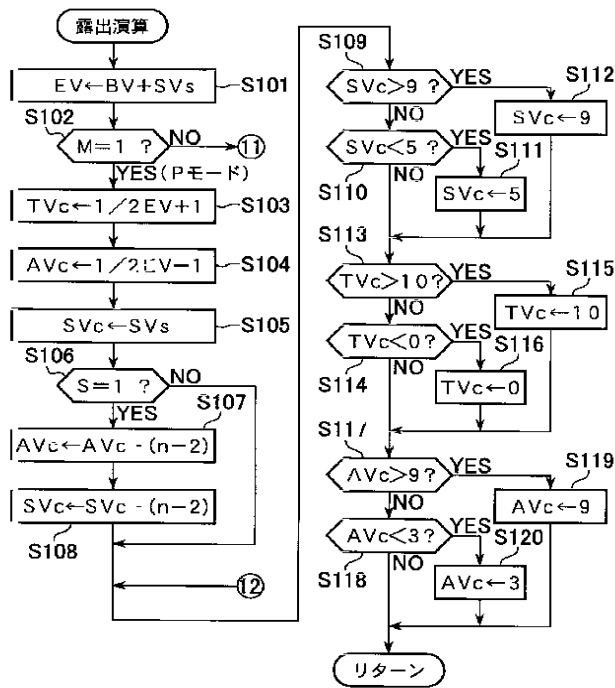 露出演算
EV←BV+SVs
S101
S102
M=1 ?
NO
⑪
YES(Pモード)
TVc←1/2EV+1
S103
AVc←1/2EV−1
S104
SVc←SVs
S105
S106
S=1 ?
NO
YES
S107
AVc←AVc-(n−2)
SVc←SVc-(n−2)
S108
⑫
S109
SVc>9 ?
YES
S112
SVc←9
NO
SVc<5 ?
YES
S111
S110
NO
SVc←5
S113
TVc>10?
YES
S115
TVc←10
NO
TVc<0?
YES
S116
S114
NO
TVc←0
S117
AVc>9?
YES
S119
AVc←9
NO
AVc<3?
YES
S120
S118
NO
AVc←3
リターン